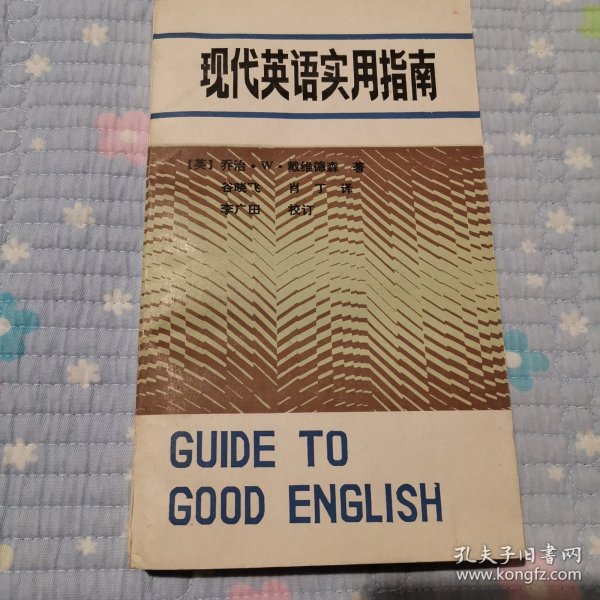 现代英语实用指南
〔英〕乔治·W·戴维德森 著
谷晓飞 肖丁译
李广田 校订
GUIDE TO
GOOD ENGLISH
孔夫子旧书网
www.kongfz.com